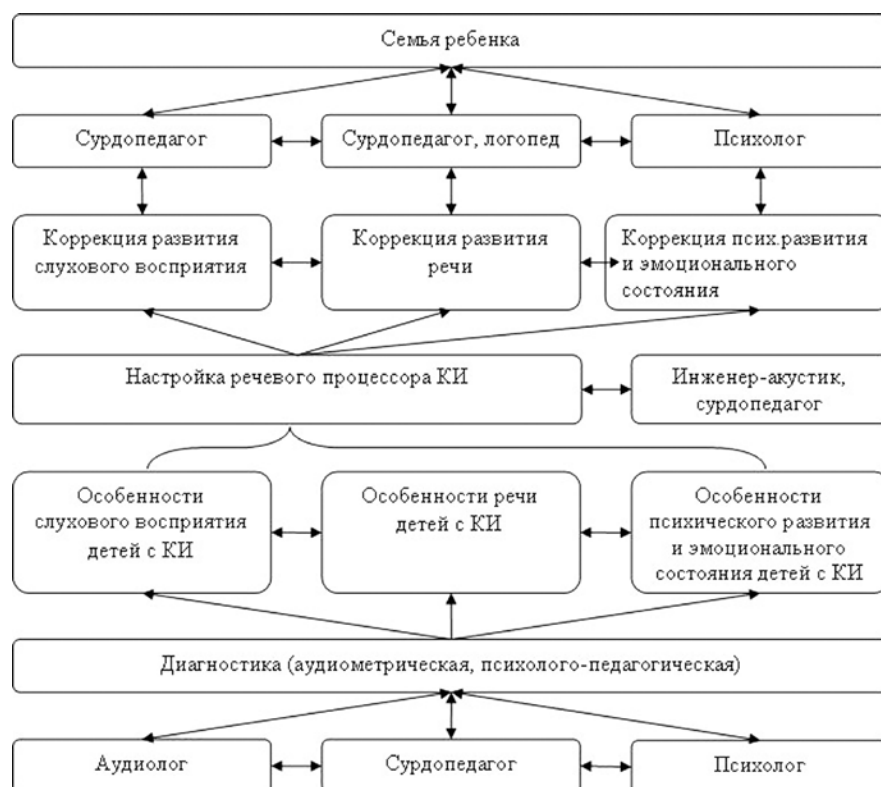 Семья ребенка
Сурдопедагог
Сурдопедагог, логопед
Психолог
Коррекция развития
слухового восприятия
Коррекция развития
речи
Коррекция псих.развития
и эмоционального
состояния
Настройка речевого процессора КИ
Инженер-акустик,
сурдопедагог
Особенности
слухового восприятия
детей с КИ
Особенности речи
детей с КИ
Особенности
психического развития
и эмоционального
состояния детей с КИ
Диагностика (аудиометрическая, психолого-педагогическая)
Аудиолог
Сурдопедагог
Психолог